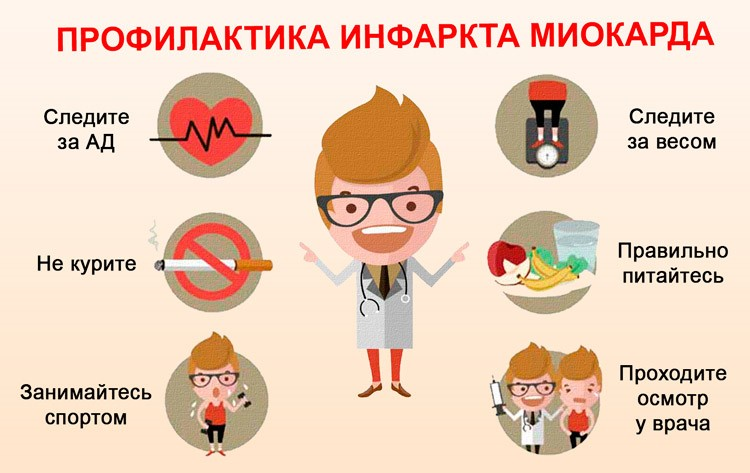 ПРОФИЛАКТИКА ИНФАРКТА МИОКАРДА
Следите
за АД
Не курите
Занимайтесь
спортом
Следите
за весом
Правильно
питайтесь
Проходите
осмотр
у врача